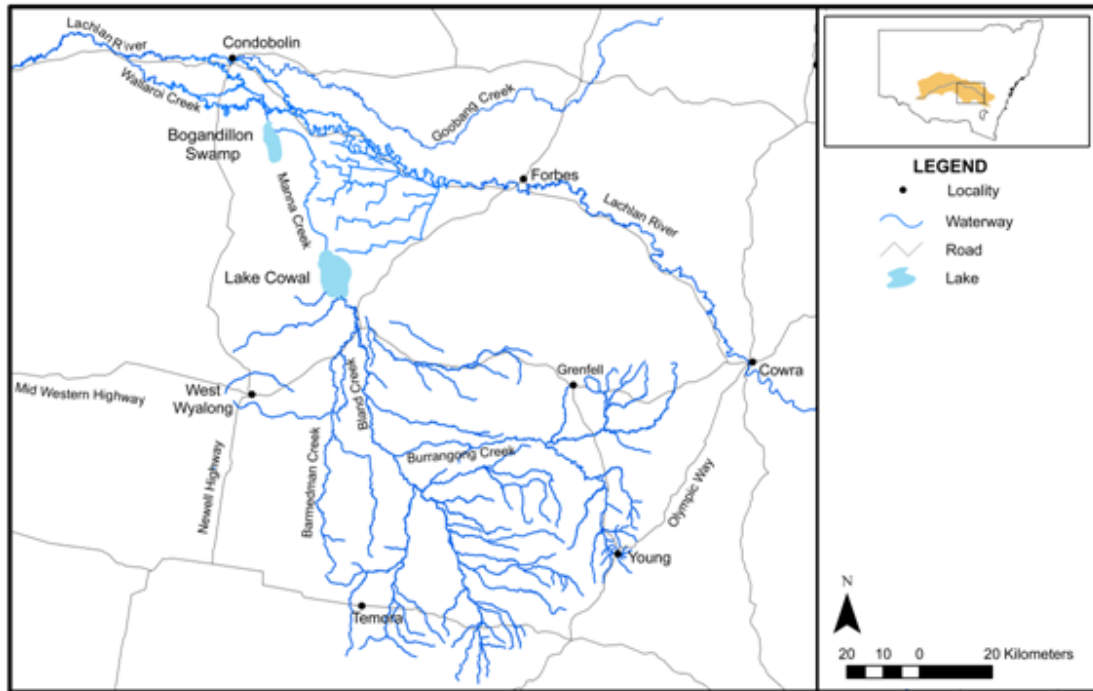 Lachlan River
Condobolin
Wallaroi Creek
Goobang Creek
Bogandillon
Swamp
Forbes
Manna Creek
Lachlan River
Lake Cowal
Grenfell
Cowra
Mid Western Highway
West
Wyalong
Bland Creek
Burrangong Creek
Newell Highway
Barmedman Creek
Olympic Way
Young
Temora
LEGEND
Locality
Waterway
Road
Lake
N
20 10 0 20 Kilometers